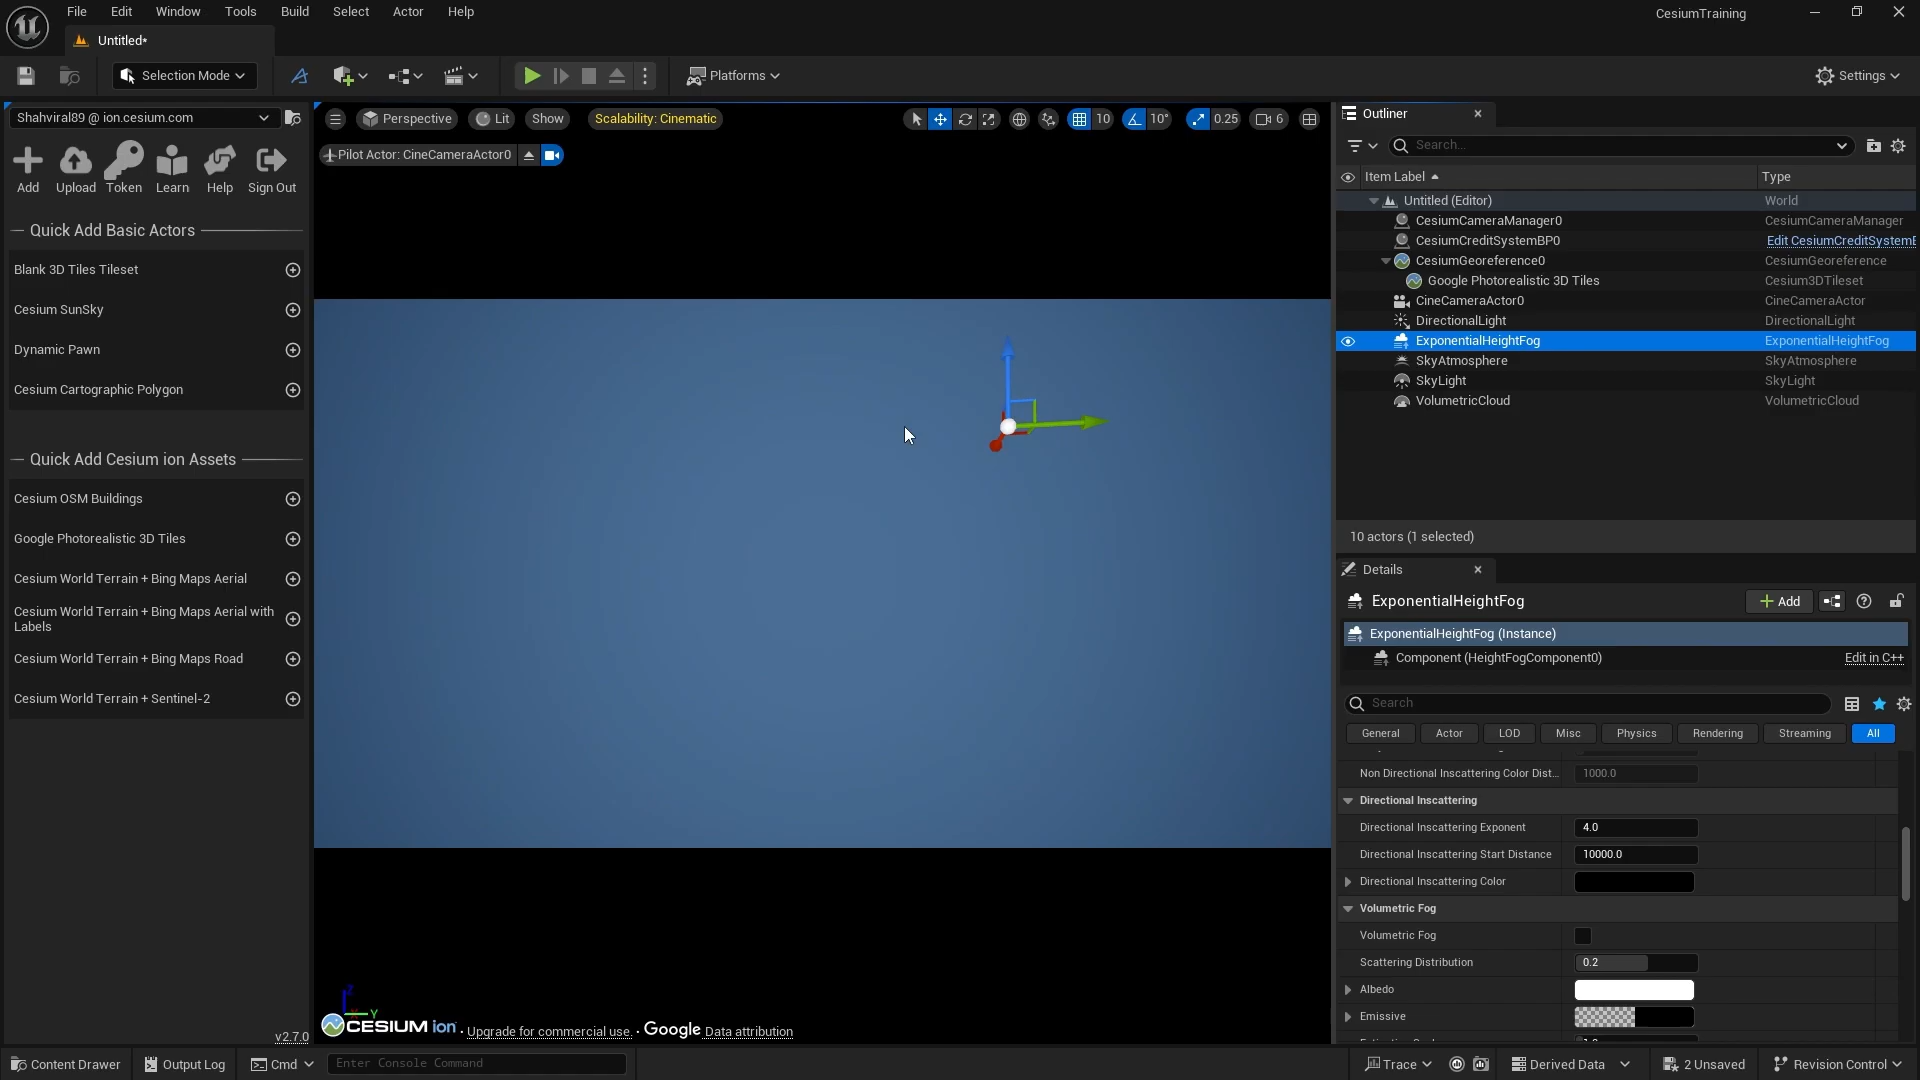 File Edit Window Tools Build Select Actor Help
CesiumTraining
Untitled*
Selection Mode
Platforms
Settings
Shahviral89 @ ion.cesium.com
Add Upload Token Learn Help Sign Out
Quick Add Basic Actors
Blank 3D Tiles Tileset
Cesium SunSky
Dynamic Pawn
Cesium Cartographic Polygon
Quick Add Cesium ion Assets
Cesium OSM Buildings
Google Photorealistic 3D Tiles
Cesium World Terrain + Bing Maps Aerial
Cesium World Terrain + Bing Maps Aerial with
Labels
Cesium World Terrain + Bing Maps Road
Cesium World Terrain + Sentinel-2
v2.7.0
Perspective Lit Show Scalability: Cinematic 10 10° 0.25 6
Pilot Actor: CineCameraActor0
Z
X Y
CESIUM ion · Upgrade for commercial use. · Google Data attribution
Outliner
Search...
Item Label Type
Untitled (Editor) World
CesiumCameraManager0 CesiumCameraManager
CesiumCreditSystemBP0 Edit CesiumCreditSystemE
CesiumGeoreference0 CesiumGeoreference
Google Photorealistic 3D Tiles Cesium3DTileset
CineCameraActor0 CineCameraActor
DirectionalLight DirectionalLight
ExponentialHeightFog ExponentialHeightFog
SkyAtmosphere SkyAtmosphere
SkyLight SkyLight
VolumetricCloud VolumetricCloud
10 actors (1 selected)
Details
ExponentialHeightFog Add
ExponentialHeightFog (Instance)
Component (HeightFogComponent0) Edit in C++
Search
General Actor LOD Misc Physics Rendering Streaming All
Non Directional Inscattering Color Dist... 1000.0
Directional Inscattering
Directional Inscattering Exponent 4.0
Directional Inscattering Start Distance 10000.0
Directional Inscattering Color
Volumetric Fog
Volumetric Fog
Scattering Distribution 0.2
Albedo
Emissive
Content Drawer Output Log Cmd Enter Console Command
Trace Derived Data 2 Unsaved Revision Control